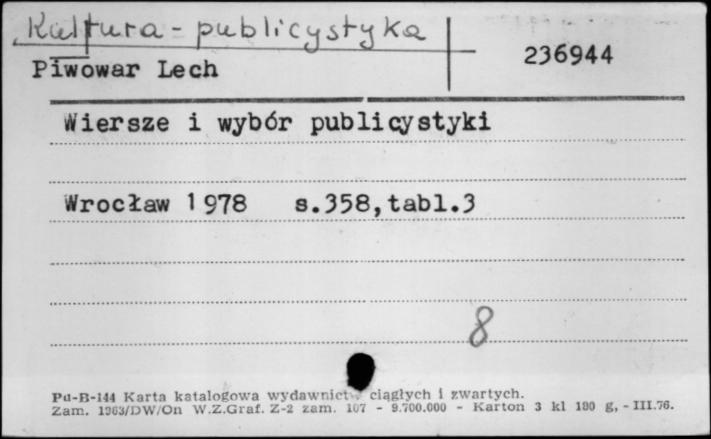 Kultura - publicystyka
236944
Piwowar Lech
Wiersze i wybór publicystyki
Wrocław 1978 s.358,tabl.3
8
Pu-B-144 Karta katalogowa wydawnictw ciągłych i zwartych.
Zam. 1963/DW/On W.Z.Graf. Z-2 zam. 107 - 9.700.000 - Karton 3 kl 180 g, - III.76.